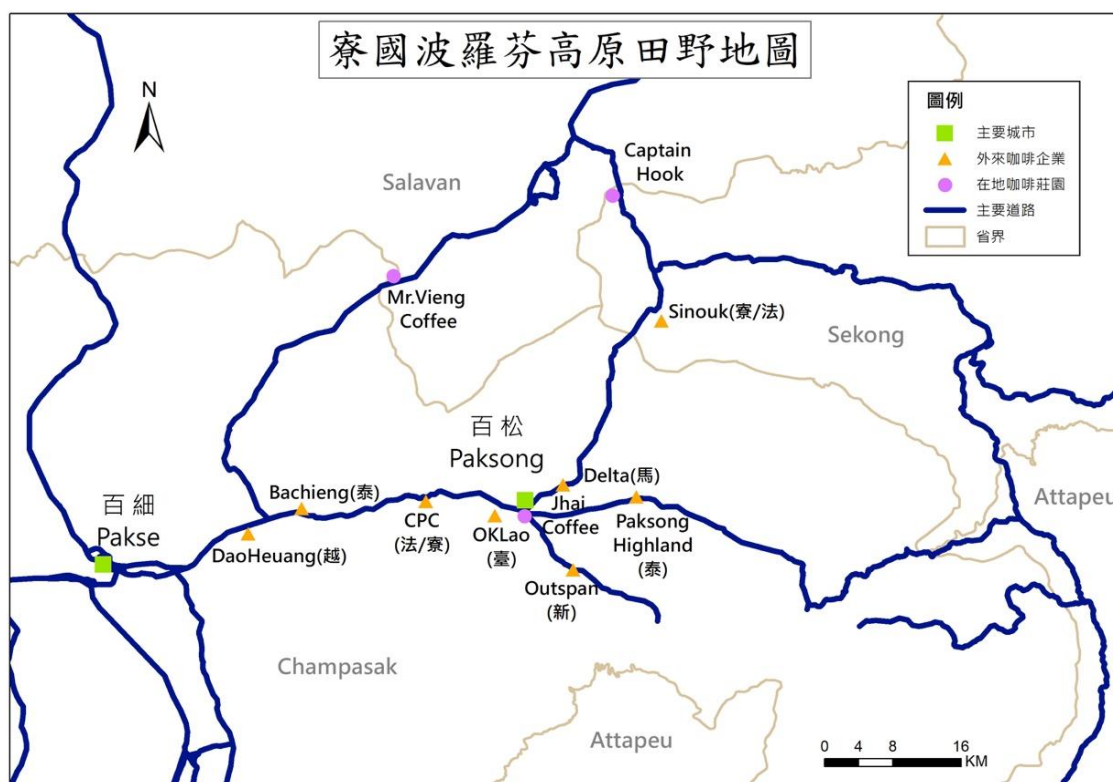 寮國波羅芬高原田野地圖
N
圖例
主要城市
外來咖啡企業
在地咖啡莊園
主要道路
省界
Captain
Hook
Salavan
Mr.Vieng
Coffee
Sinouk(寮/法)
Sekong
百松
Paksong
Delta(馬)
Jhai
Coffee
Bachieng(泰)
CPC
(法/寮)
OKLao
(臺)
Paksong
Highland
(泰)
Attapeu
百細
Pakse
DaoHeuang(越)
Outspan
(新)
Champasak
Attapeu
0 4 8 16
KM